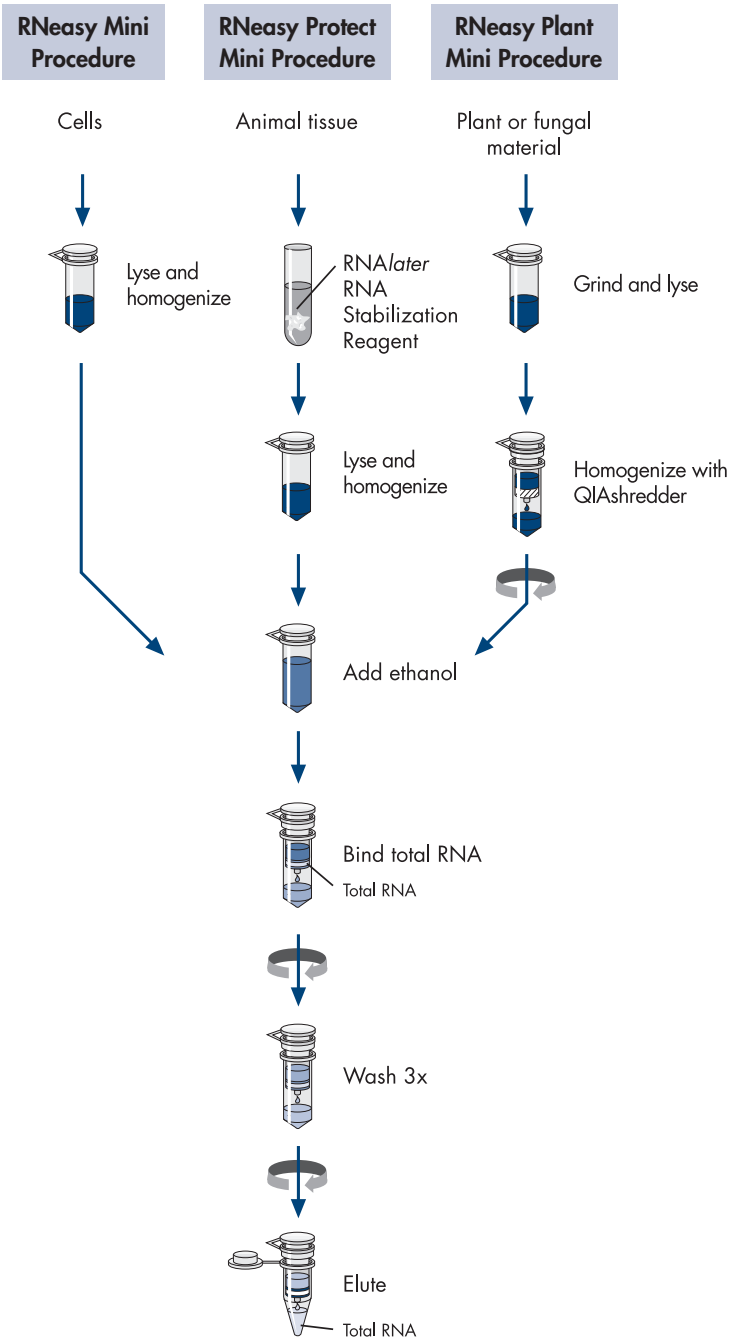 RNeasy Mini
Procedure
RNeasy Protect
Mini Procedure
RNeasy Plant
Mini Procedure
Cells
Animal tissue
Plant or fungal
material
Lyse and
homogenize
RNAlater
RNA
Stabilization
Reagent
Grind and lyse
Lyse and
homogenize
Homogenize with
QIAshredder
Add ethanol
Bind total RNA
Total RNA
Wash 3x
Elute
Total RNA